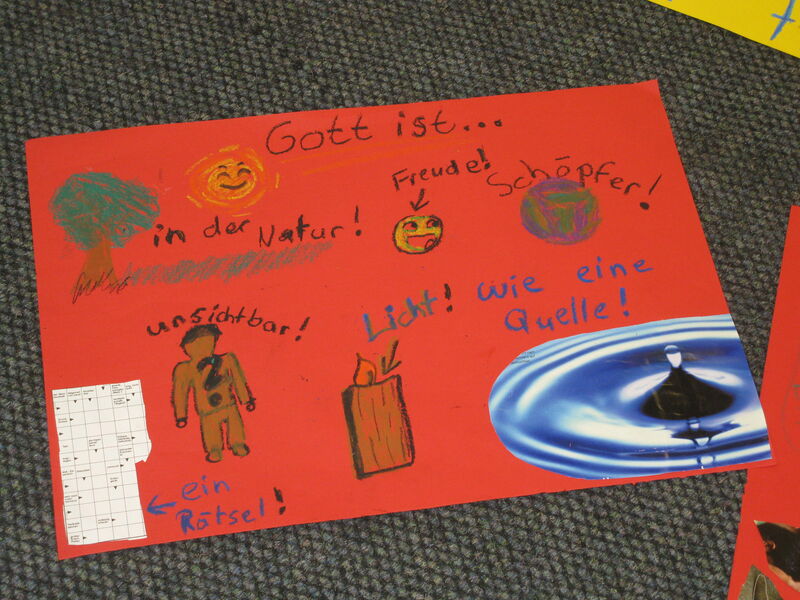 Gott ist...
in der Natur!
Freude!
Schöpfer!
unsichtbar!
Licht!
wie eine
Quelle!
ein
Rätsel!